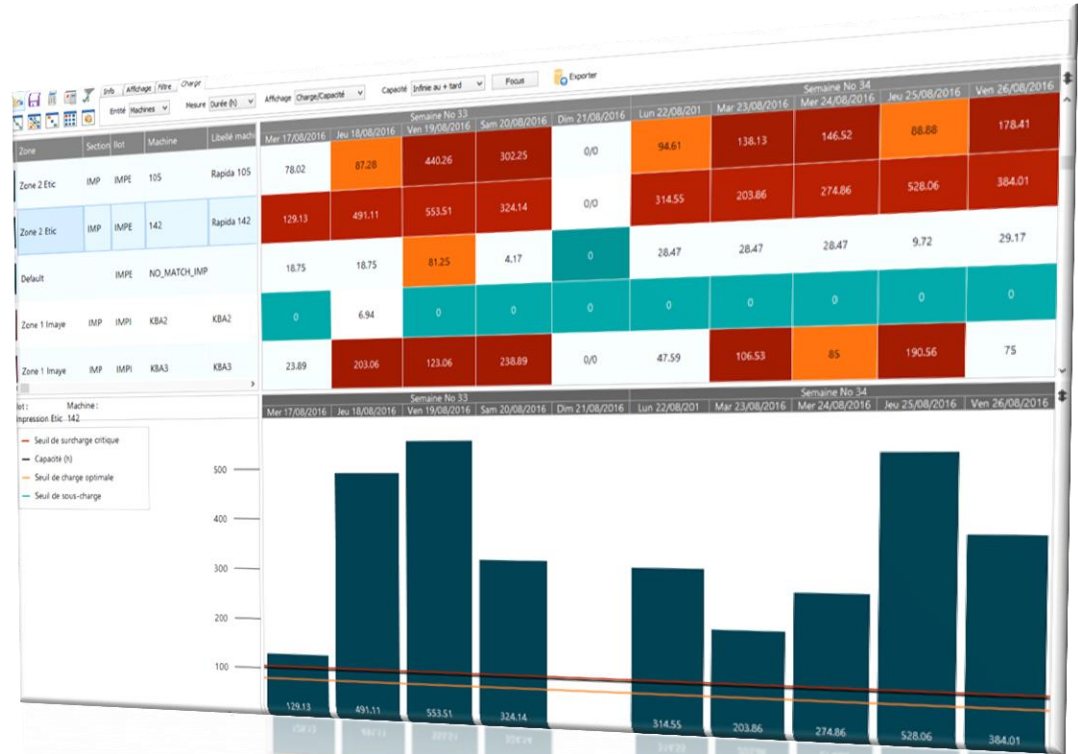 Info Affichage Filtre Charge
Entité Machines Mesure Durée (h) Affichage Charge/Capacité Capacité Infinie au + tard Focus Exporter
Zone Section Ilot Machine Libellé machi
Semaine No 33 Semaine No 34
Mer 17/08/2016 Jeu 18/08/2016 Ven 19/08/2016 Sam 20/08/2016 Dim 21/08/2016 Lun 22/08/201 Mar 23/08/2016 Mer 24/08/2016 Jeu 25/08/2016 Ven 26/08/2016
Zone 2 Etic IMP IMPE 105 Rapida 105 78.02 87.28 440.26 302.25 0/0 94.61 138.13 146.52 88.88 178.41
Zone 2 Etic IMP IMPE 142 Rapida 142 129.13 491.11 553.51 324.14 0/0 314.55 203.86 274.86 528.06 384.01
Default IMPE NO_MATCH_IMP 18.75 18.75 81.25 4.17 0 28.47 28.47 28.47 9.72 29.17
Zone 1 Imaye IMP IMPI KBA2 KBA2 0 6.94 0 0 0 0 0 0 0 0
Zone 1 Imaye IMP IMPI KBA3 KBA3 23.89 203.06 123.06 238.89 0/0 47.59 106.53 85 190.56 75
lot : Machine :
mpression Etic 142
Semaine No 33 Semaine No 34
Mer 17/08/2016 Jeu 18/08/2016 Ven 19/08/2016 Sam 20/08/2016 Dim 21/08/2016 Lun 22/08/201 Mar 23/08/2016 Mer 24/08/2016 Jeu 25/08/2016 Ven 26/08/2016
Seuil de surcharge critique
Capacité (h)
Seuil de charge optimale
Seuil de sous-charge
500
400
300
200
100
129.13 491.11 553.51 324.14 314.55 203.86 274.86 528.06 384.01